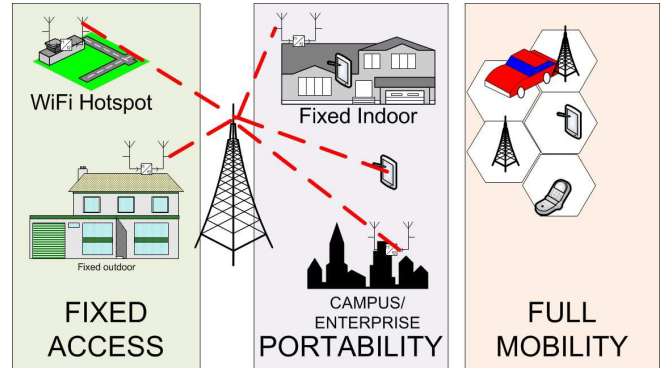 WiFi Hotspot
Fixed outdoor
FIXED
ACCESS
Fixed Indoor
CAMPUS/
ENTERPRISE
PORTABILITY
FULL
MOBILITY